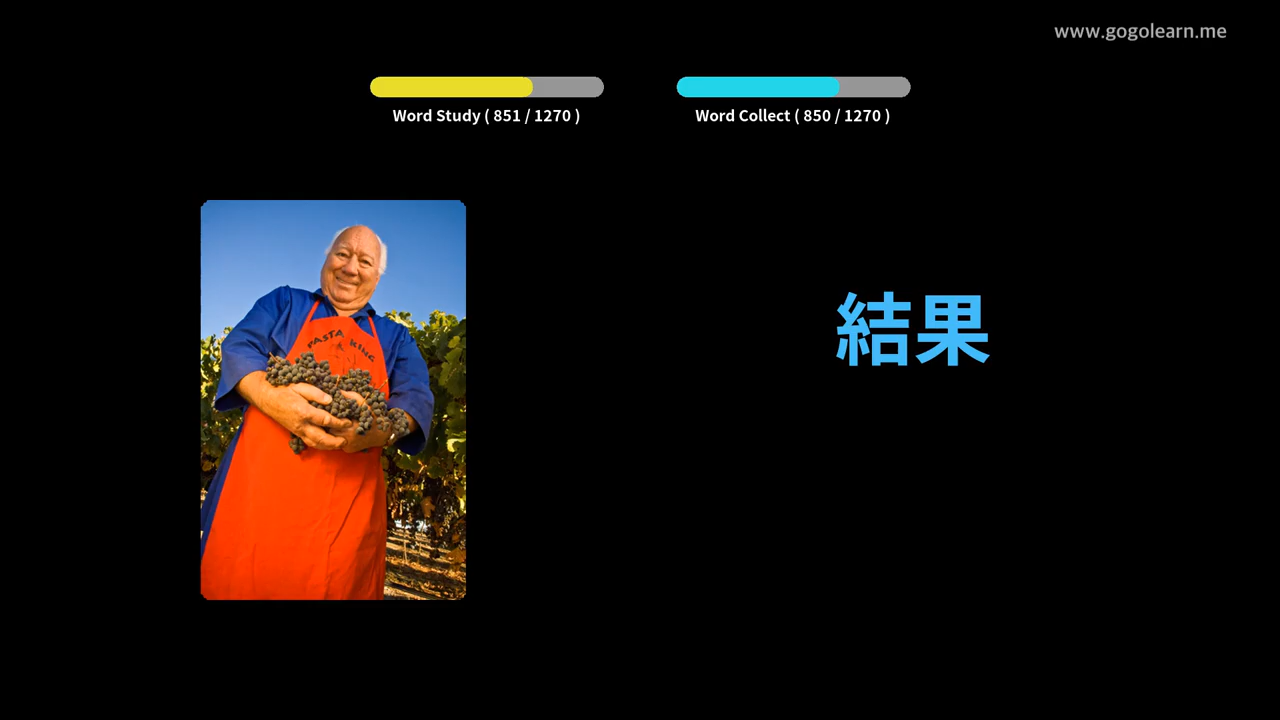 www.gogolearn.me
Word Study ( 851 / 1270 )
Word Collect ( 850 / 1270 )
PASTA KING
結果